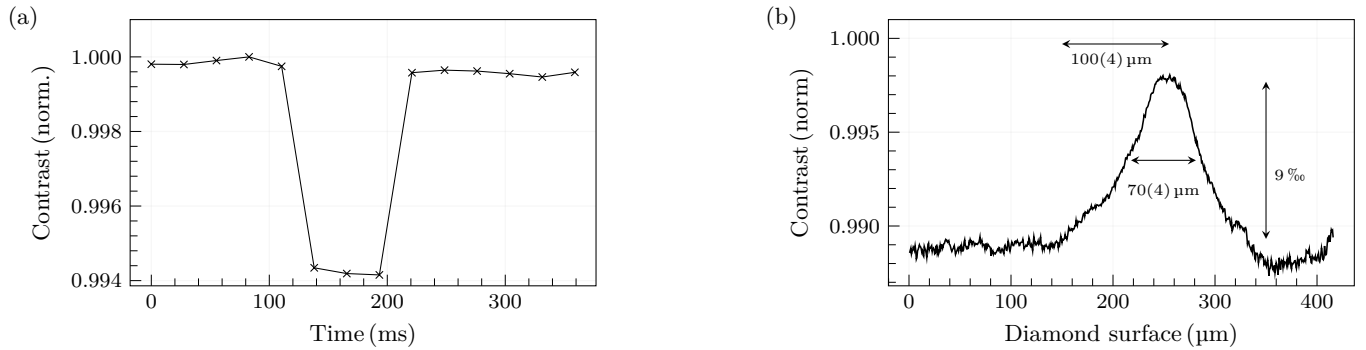 (a)
1.000
0.998
0.996
0.994
Contrast (norm.)
0
100
200
300
Time (ms)
(b)
1.000
0.995
0.990
Contrast (norm)
100(4) µm
70(4) µm
9 ‰
0
100
200
300
400
Diamond surface (µm)